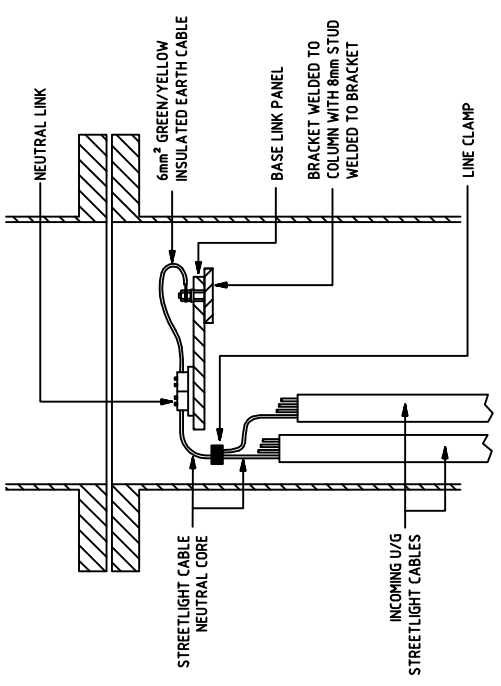 NEUTRAL LINK
6mm² GREEN/YELLOW
INSULATED EARTH CABLE
BASE LINK PANEL
BRACKET WELDED TO
COLUMN WITH 8mm STUD
WELDED TO BRACKET
LINE CLAMP
STREETLIGHT CABLE
NEUTRAL CORE
INCOMING U/G
STREETLIGHT CABLES